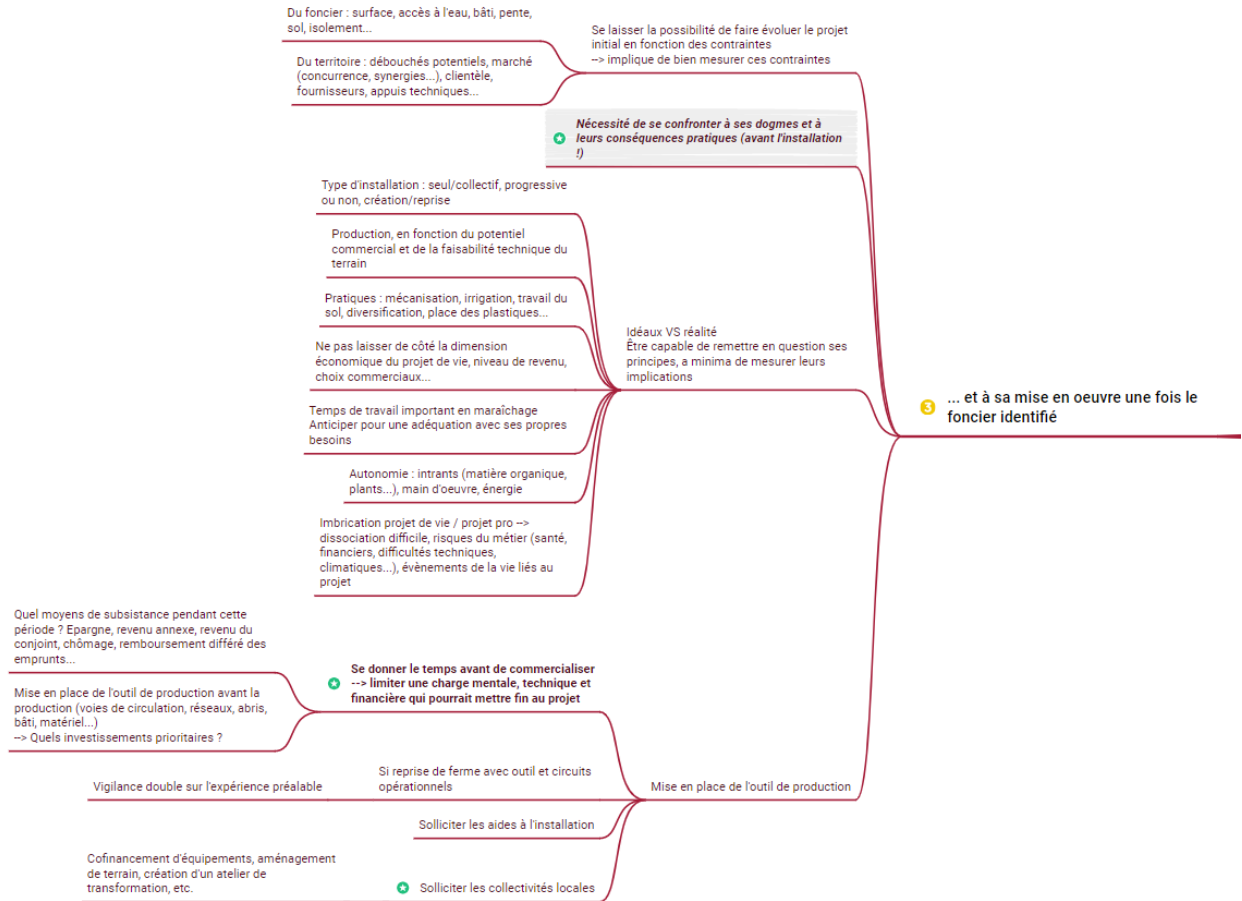 Du foncier : surface, accès à l'eau, bâti, pente,
sol, isolement...
Du territoire : débouchés potentiels, marché
(concurrence, synergies...), clientèle,
fournisseurs, appuis techniques...
Se laisser la possibilité de faire évoluer le projet
initial en fonction des contraintes
--> implique de bien mesurer ces contraintes
Nécessité de se confronter à ses dogmes et à
leurs conséquences pratiques (avant l'installation
!)
Type d'installation : seul/collectif, progressive
ou non, création/reprise
Production, en fonction du potentiel
commercial et de la faisabilité technique du
terrain
Pratiques : mécanisation, irrigation, travail du
sol, diversification, place des plastiques...
Ne pas laisser de côté la dimension
économique du projet de vie, niveau de revenu,
choix commerciaux...
Temps de travail important en maraîchage
Anticiper pour une adéquation avec ses propres
besoins
Autonomie : intrants (matière organique,
plants...), main d'oeuvre, énergie
Imbrication projet de vie / projet pro -->
dissociation difficile, risques du métier (santé,
financiers, difficultés techniques,
climatiques...), évènements de la vie liés au
projet
Idéaux VS réalité
Être capable de remettre en question ses
principes, a minima de mesurer leurs
implications
3 ... et à sa mise en oeuvre une fois le
foncier identifié
Quel moyens de subsistance pendant cette
période ? Epargne, revenu annexe, revenu du
conjoint, chômage, remboursement différé des
emprunts...
Mise en place de l'outil de production avant la
production (voies de circulation, réseaux, abris,
bâti, matériel...)
--> Quels investissements prioritaires ?
Se donner le temps avant de commercialiser
---> limiter une charge mentale, technique et
financière qui pourrait mettre fin au projet
Vigilance double sur l'expérience préalable
Si reprise de ferme avec outil et circuits
opérationnels
Mise en place de l'outil de production
Solliciter les aides à l'installation
Cofinancement d'équipements, aménagement
de terrain, création d'un atelier de
transformation, etc.
Solliciter les collectivités locales